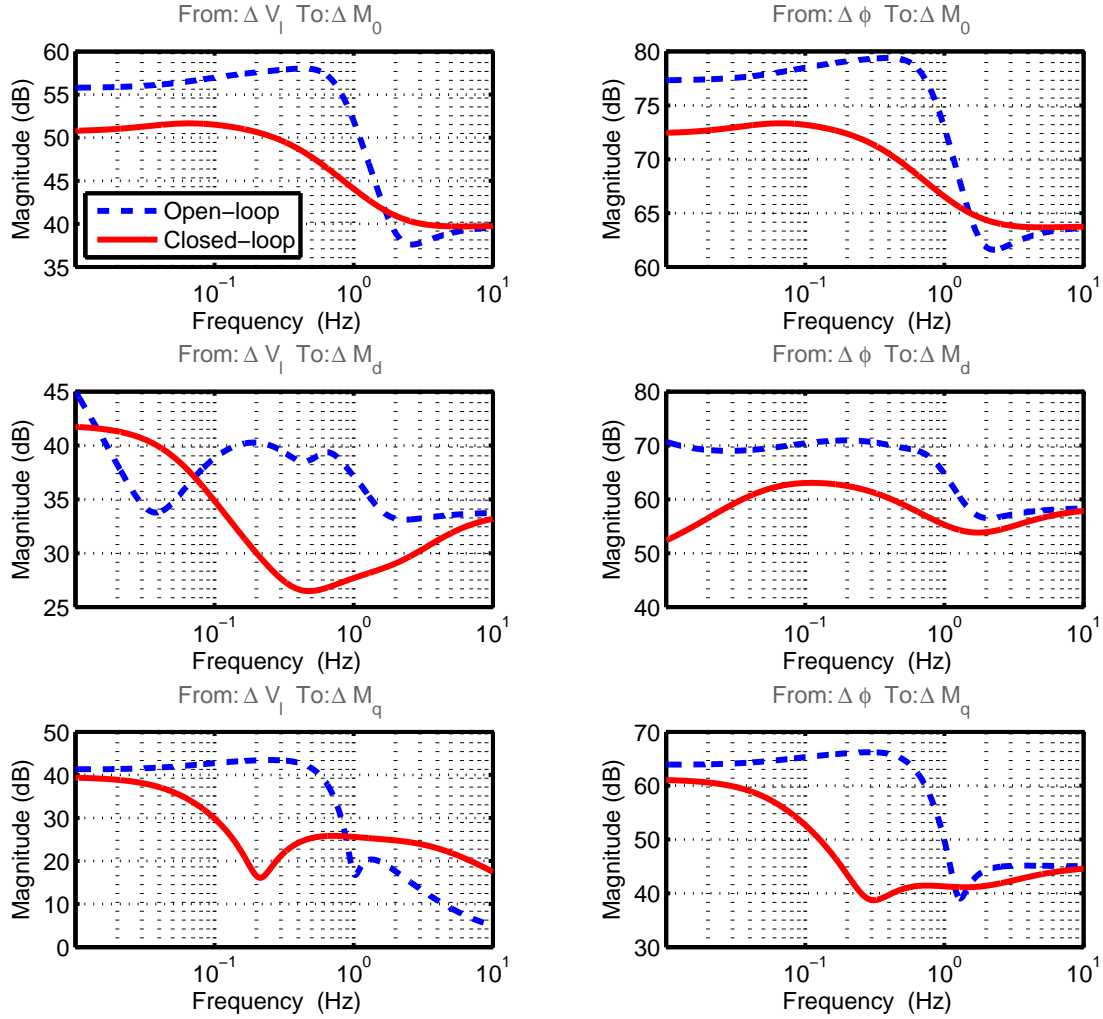 From: Δ V_l To: Δ M_0
Magnitude (dB)
60
55
50
45
40
35
Open−loop
Closed−loop
10^−1
10^0
10^1
Frequency (Hz)
From: Δ ϕ To: Δ M_0
Magnitude (dB)
80
75
70
65
60
10^−1
10^0
10^1
Frequency (Hz)
From: Δ V_l To: Δ M_d
Magnitude (dB)
45
40
35
30
25
10^−1
10^0
10^1
Frequency (Hz)
From: Δ ϕ To: Δ M_d
Magnitude (dB)
80
70
60
50
40
10^−1
10^0
10^1
Frequency (Hz)
From: Δ V_l To: Δ M_q
Magnitude (dB)
50
40
30
20
10
0
10^−1
10^0
10^1
Frequency (Hz)
From: Δ ϕ To: Δ M_q
Magnitude (dB)
70
60
50
40
30
10^−1
10^0
10^1
Frequency (Hz)